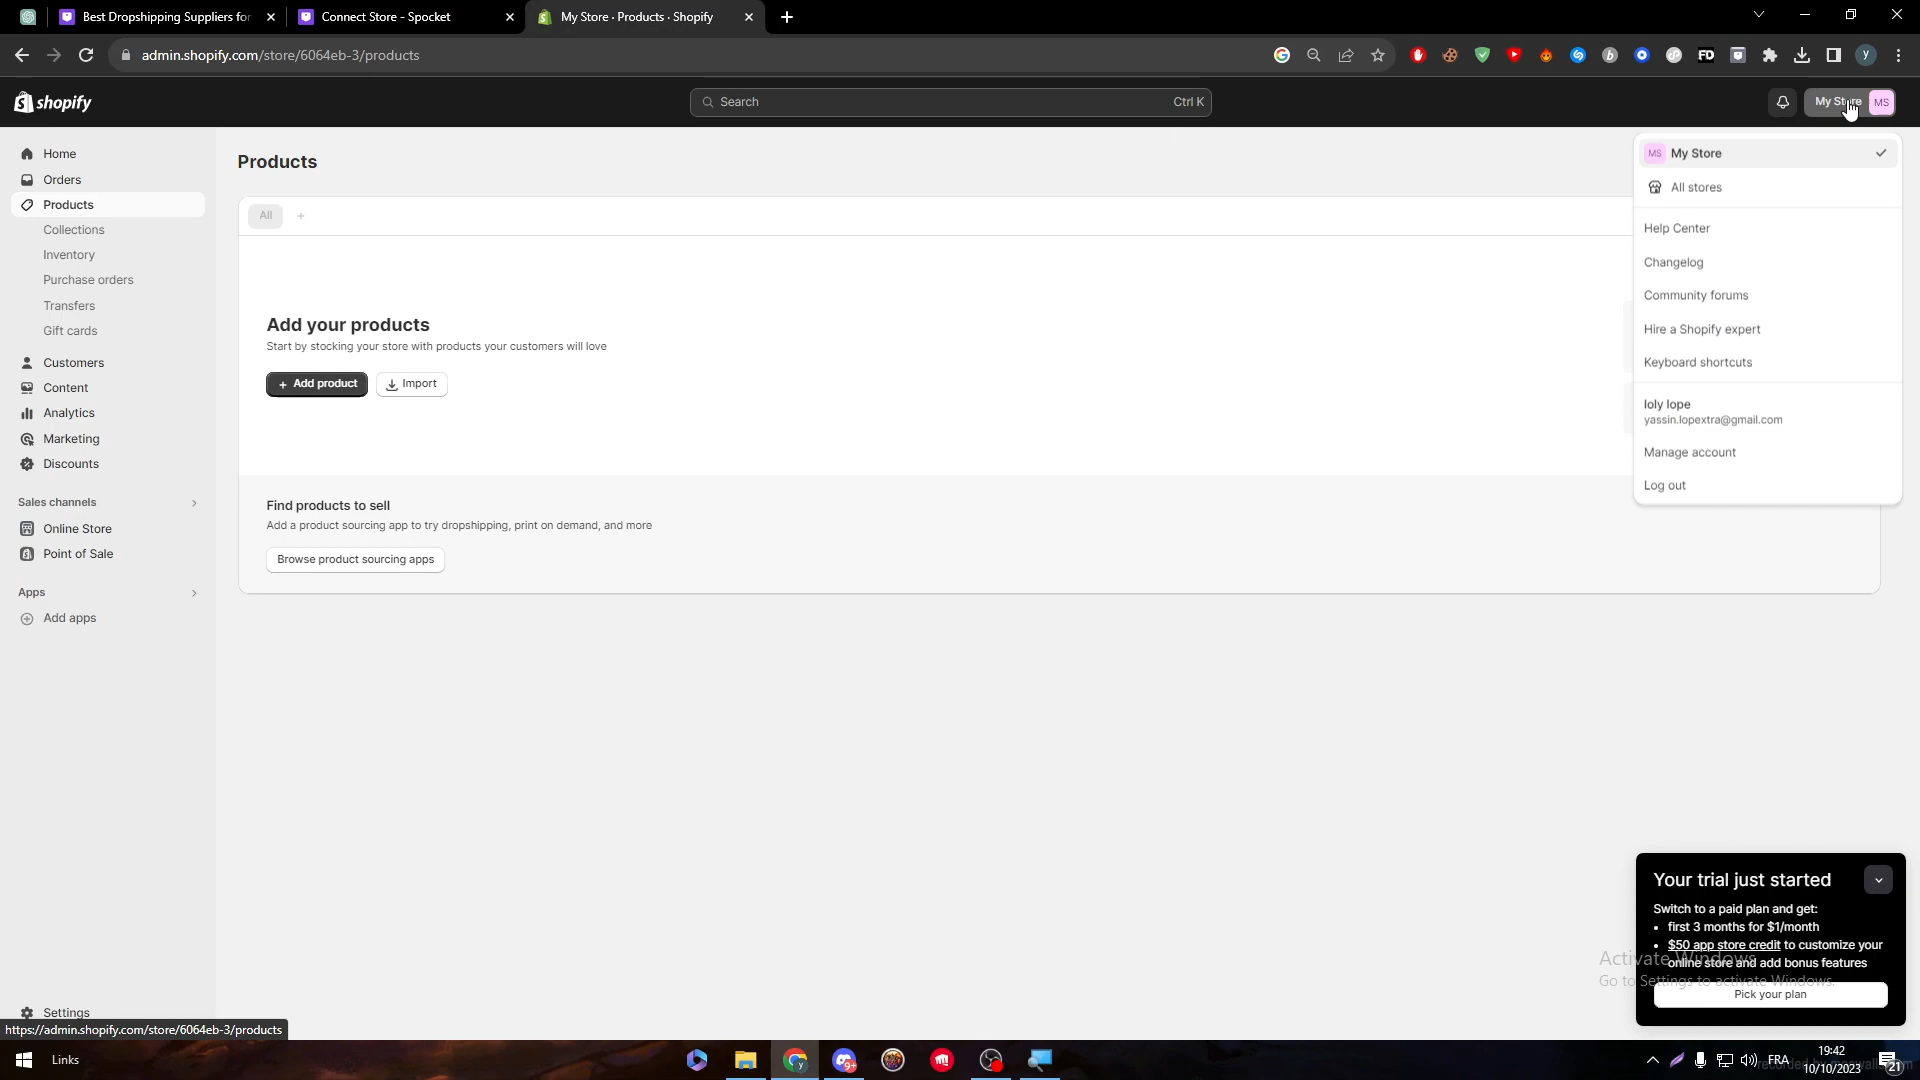 Best Dropshipping Suppliers for
Connect Store - Spocket
My Store · Products · Shopify
admin.shopify.com/store/6064eb-3/products
shopify
Search
Ctrl K
My Store
MS
Home
Orders
Products
Collections
Inventory
Purchase orders
Transfers
Gift cards
Customers
Content
Analytics
Marketing
Discounts
Sales channels
Online Store
Point of Sale
Apps
Add apps
Settings
https://admin.shopify.com/store/6064eb-3/products
Products
All
Add your products
Start by stocking your store with products your customers will love
Add product
Import
Find products to sell
Add a product sourcing app to try dropshipping, print on demand, and more
Browse product sourcing apps
MS My Store
All stores
Help Center
Changelog
Community forums
Hire a Shopify expert
Keyboard shortcuts
loly lope
yassin.lopextra@gmail.com
Manage account
Log out
Your trial just started
Switch to a paid plan and get:
• first 3 months for $1/month
• $50 app store credit to customize your
online store and add bonus features
Pick your plan
Activate Windows
Go to Settings to activate Windows.
Links
FRA
19:42
10/10/2023
21